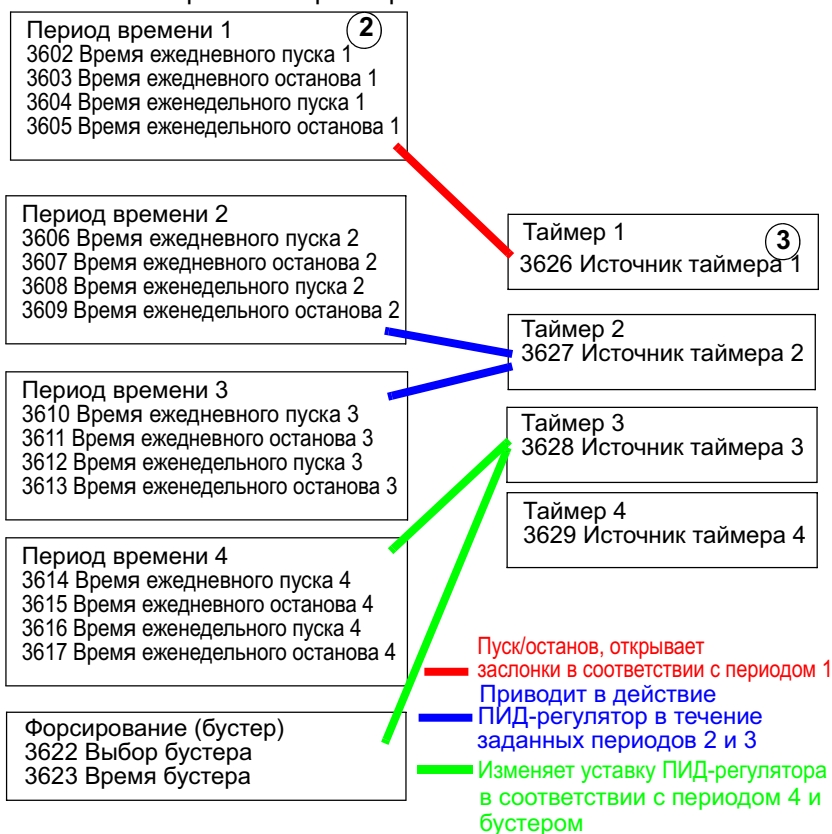 Период времени 1
2
3602 Время ежедневного пуска 1
3603 Время ежедневного останова 1
3604 Время еженедельного пуска 1
3605 Время еженедельного останова 1
Период времени 2
3606 Время ежедневного пуска 2
3607 Время ежедневного останова 2
3608 Время еженедельного пуска 2
3609 Время еженедельного останова 2
Период времени 3
3610 Время ежедневного пуска 3
3611 Время ежедневного останова 3
3612 Время еженедельного пуска 3
3613 Время еженедельного останова 3
Период времени 4
3614 Время ежедневного пуска 4
3615 Время ежедневного останова 4
3616 Время еженедельного пуска 4
3617 Время еженедельного останова 4
Форсирование (бустер)
3622 Выбор бустера
3623 Время бустера
Таймер 1
3
3626 Источник таймера 1
Таймер 2
3627 Источник таймера 2
Таймер 3
3628 Источник таймера 3
Таймер 4
3629 Источник таймера 4
Пуск/останов, открывает
заслонки в соответствии с периодом 1
Приводит в действие
ПИД-регулятор в течение
заданных периодов 2 и 3
Изменяет уставку ПИД-регулятора
в соответствии с периодом 4 и
бустером